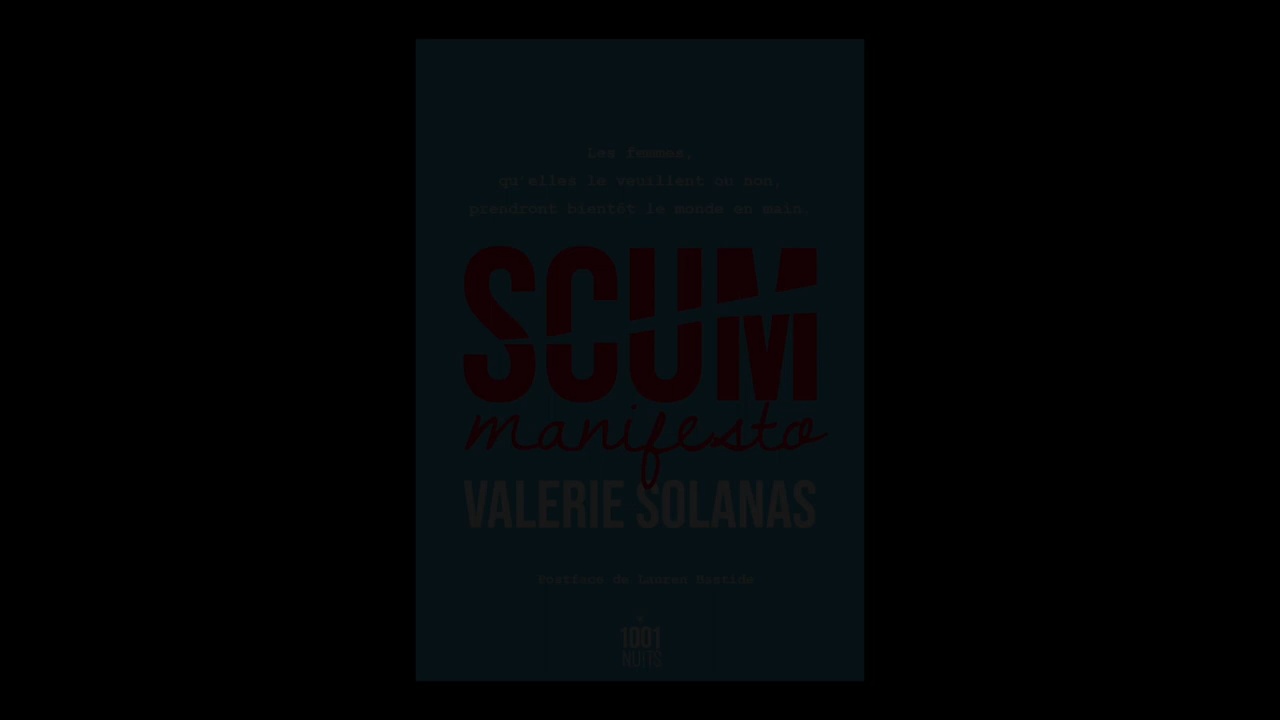 Les femmes,
qu'elles le veuillent ou non,
prendront bientôt le monde en main.
SCUM
manifesto
VALERIE SOLANAS
Postface de Lauren Bastide
1001
NUITS